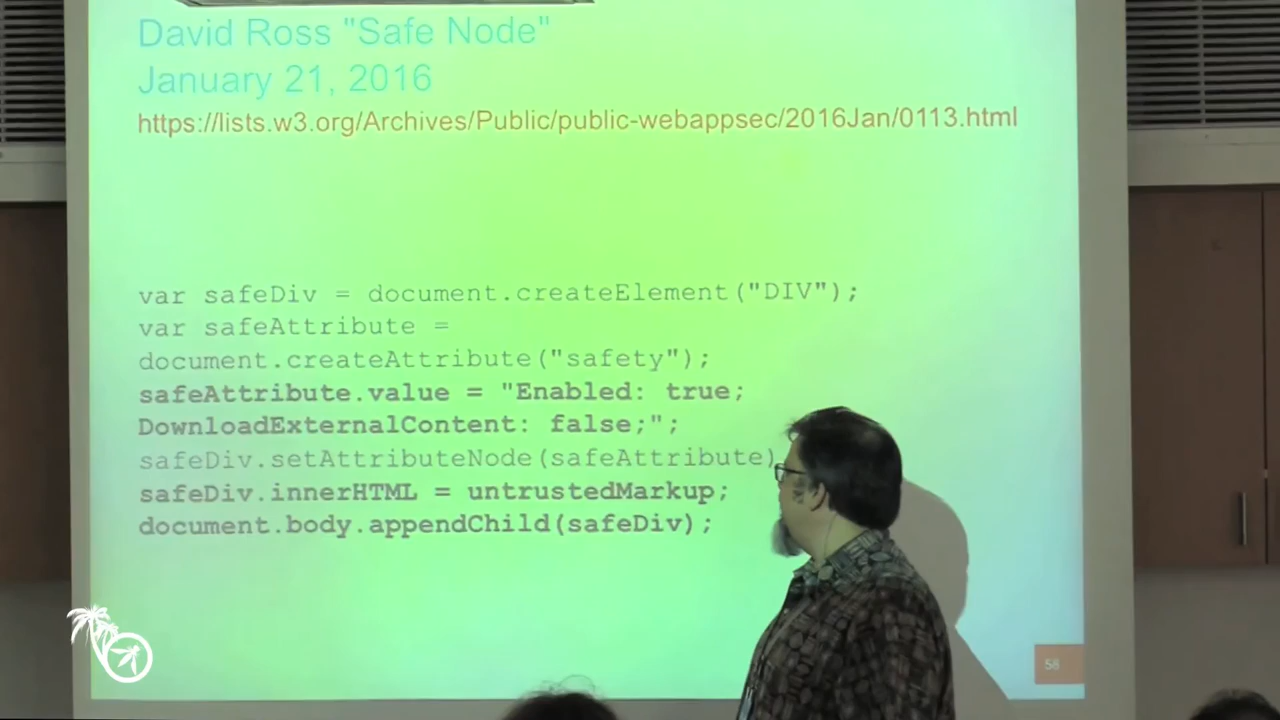 David Ross "Safe Node"
January 21, 2016
https://lists.w3.org/Archives/Public/public-webappsec/2016Jan/0113.html
var safeDiv = document.createElement("DIV");
var safeAttribute =
document.createAttribute("safety");
safeAttribute.value = "Enabled: true;
DownloadExternalContent: false;";
safeDiv.setAttributeNode(safeAttribute)
safeDiv.innerHTML = untrustedMarkup;
document.body.appendChild(safeDiv);
58